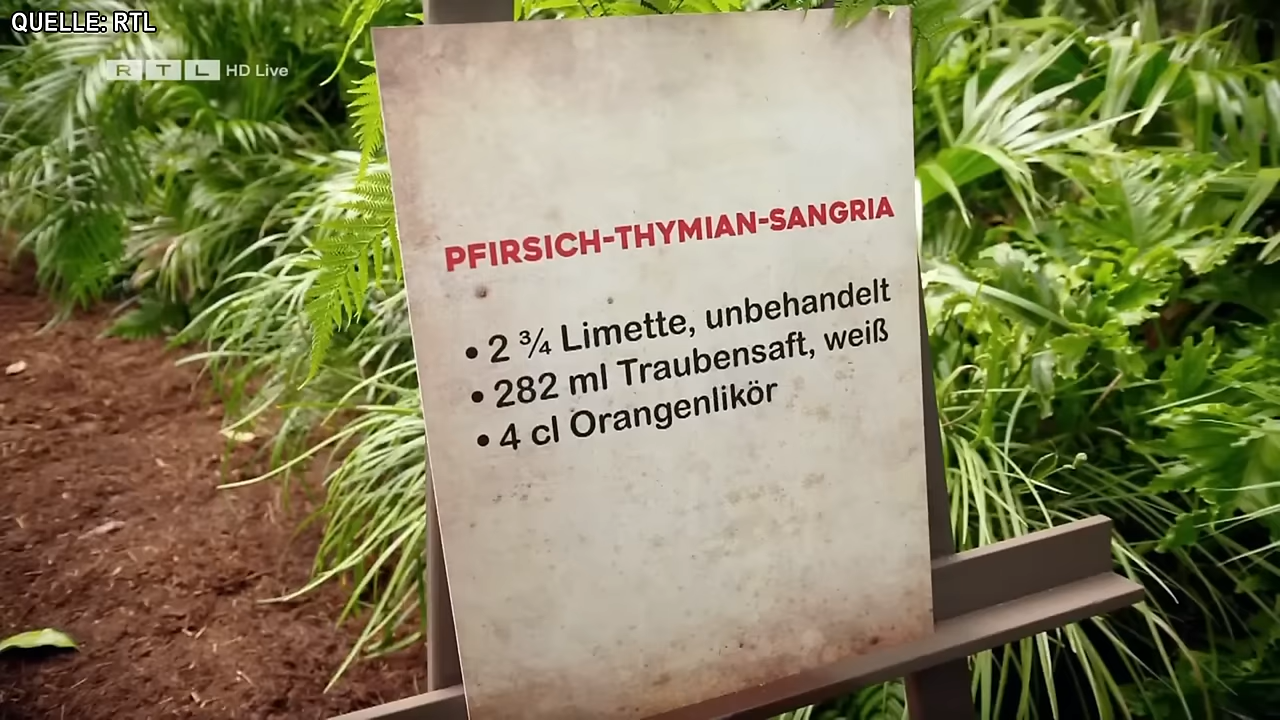 QUELLE: RTL
RTL HD Live
PFIRSICH-THYMIAN-SANGRIA
• 2 ¾ Limette, unbehandelt
• 282 ml Traubensaft, weiß
• 4 cl Orangenlikör